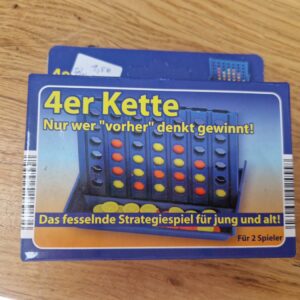 4er Kette
Nur wer "vorher" denkt gewinnt!
Das fesselnde Strategiespiel für jung und alt!
Für 2 Spieler